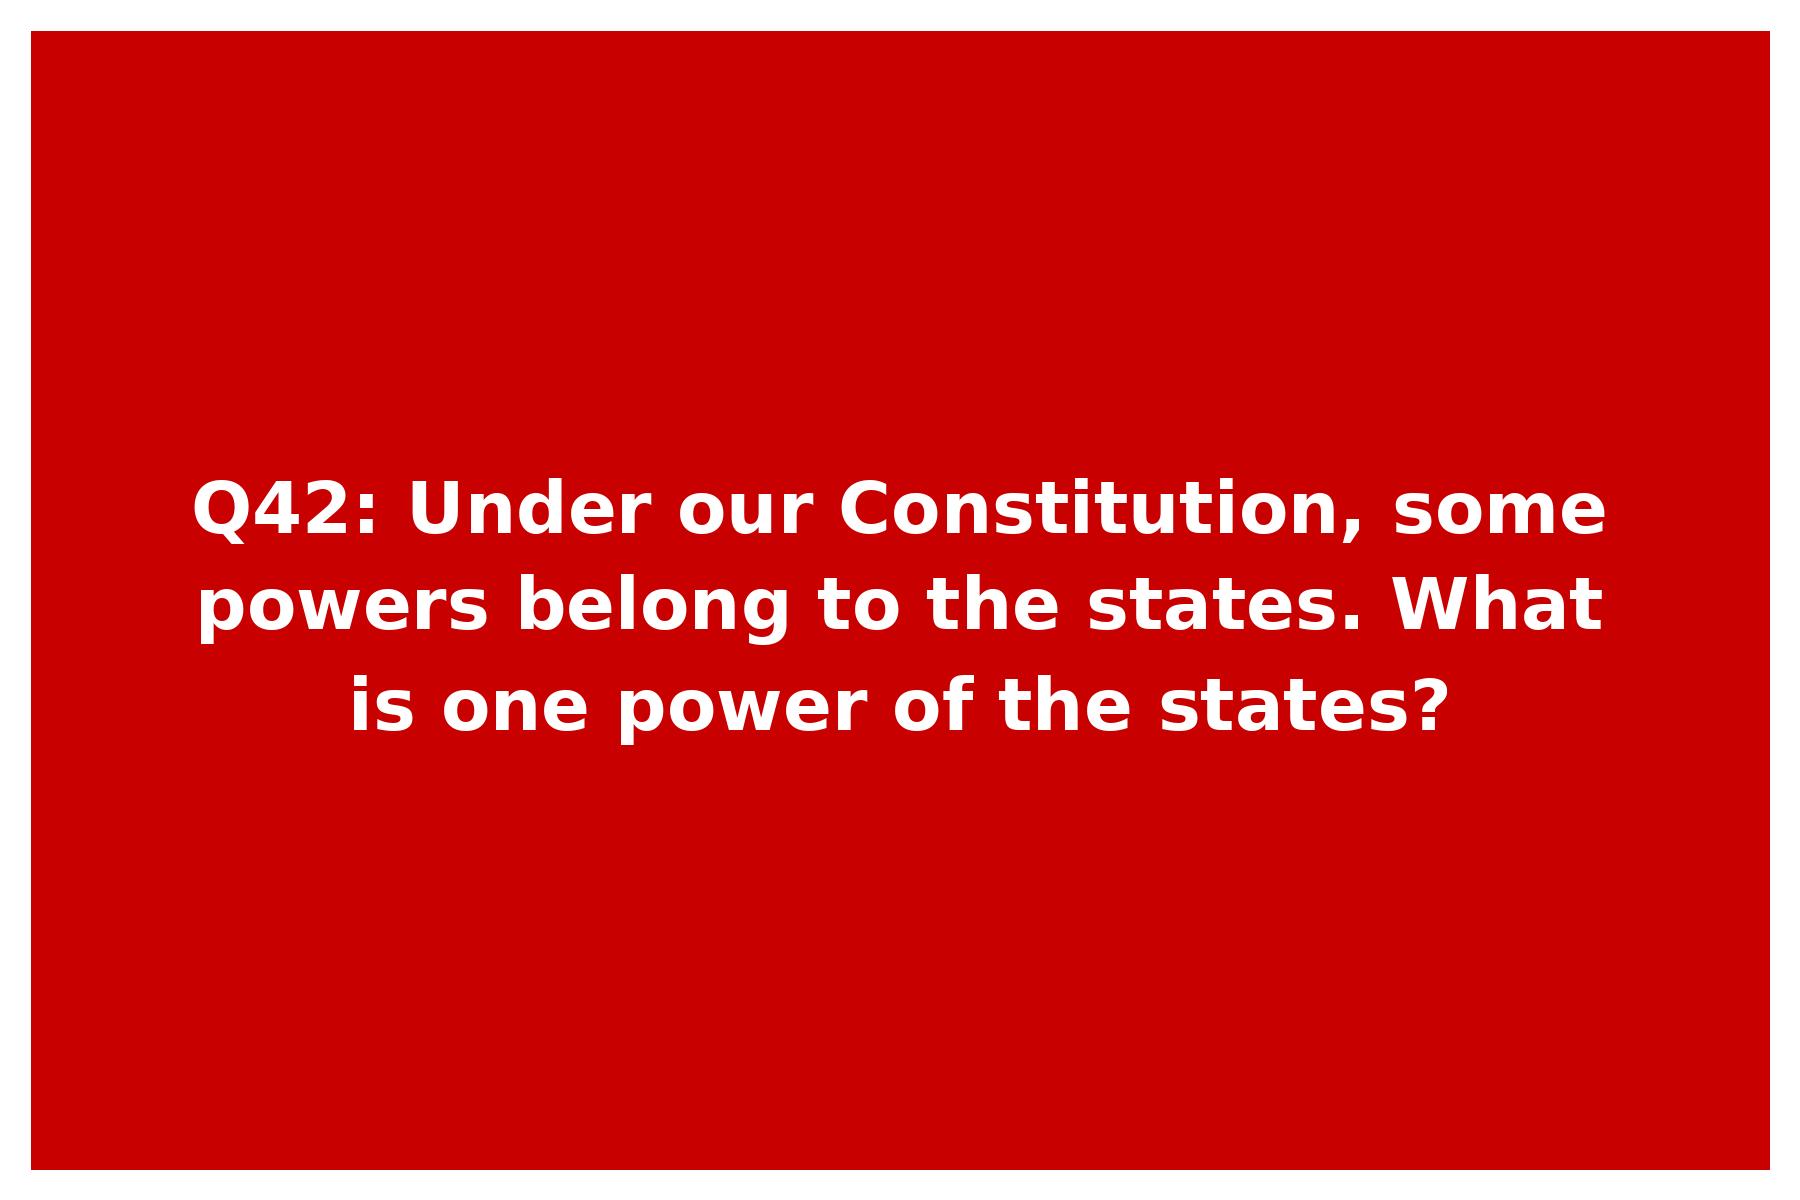 Q42: Under our Constitution, some
powers belong to the states. What
is one power of the states?